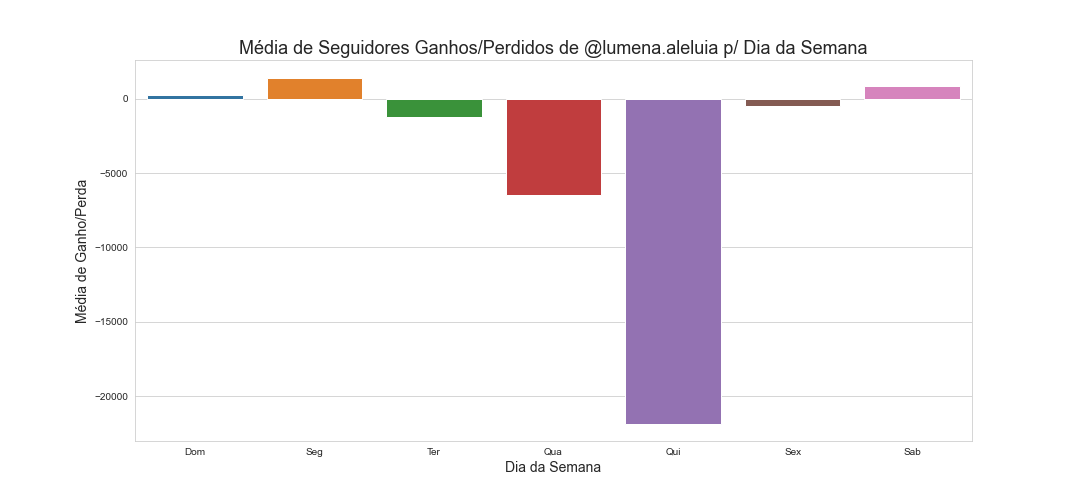 Média de Seguidores Ganhos/Perdidos de @lumena.aleluia p/ Dia da Semana
Média de Ganho/Perda
0
−5000
−10000
−15000
−20000
Dom Seg Ter Qua Qui Sex Sab
Dia da Semana